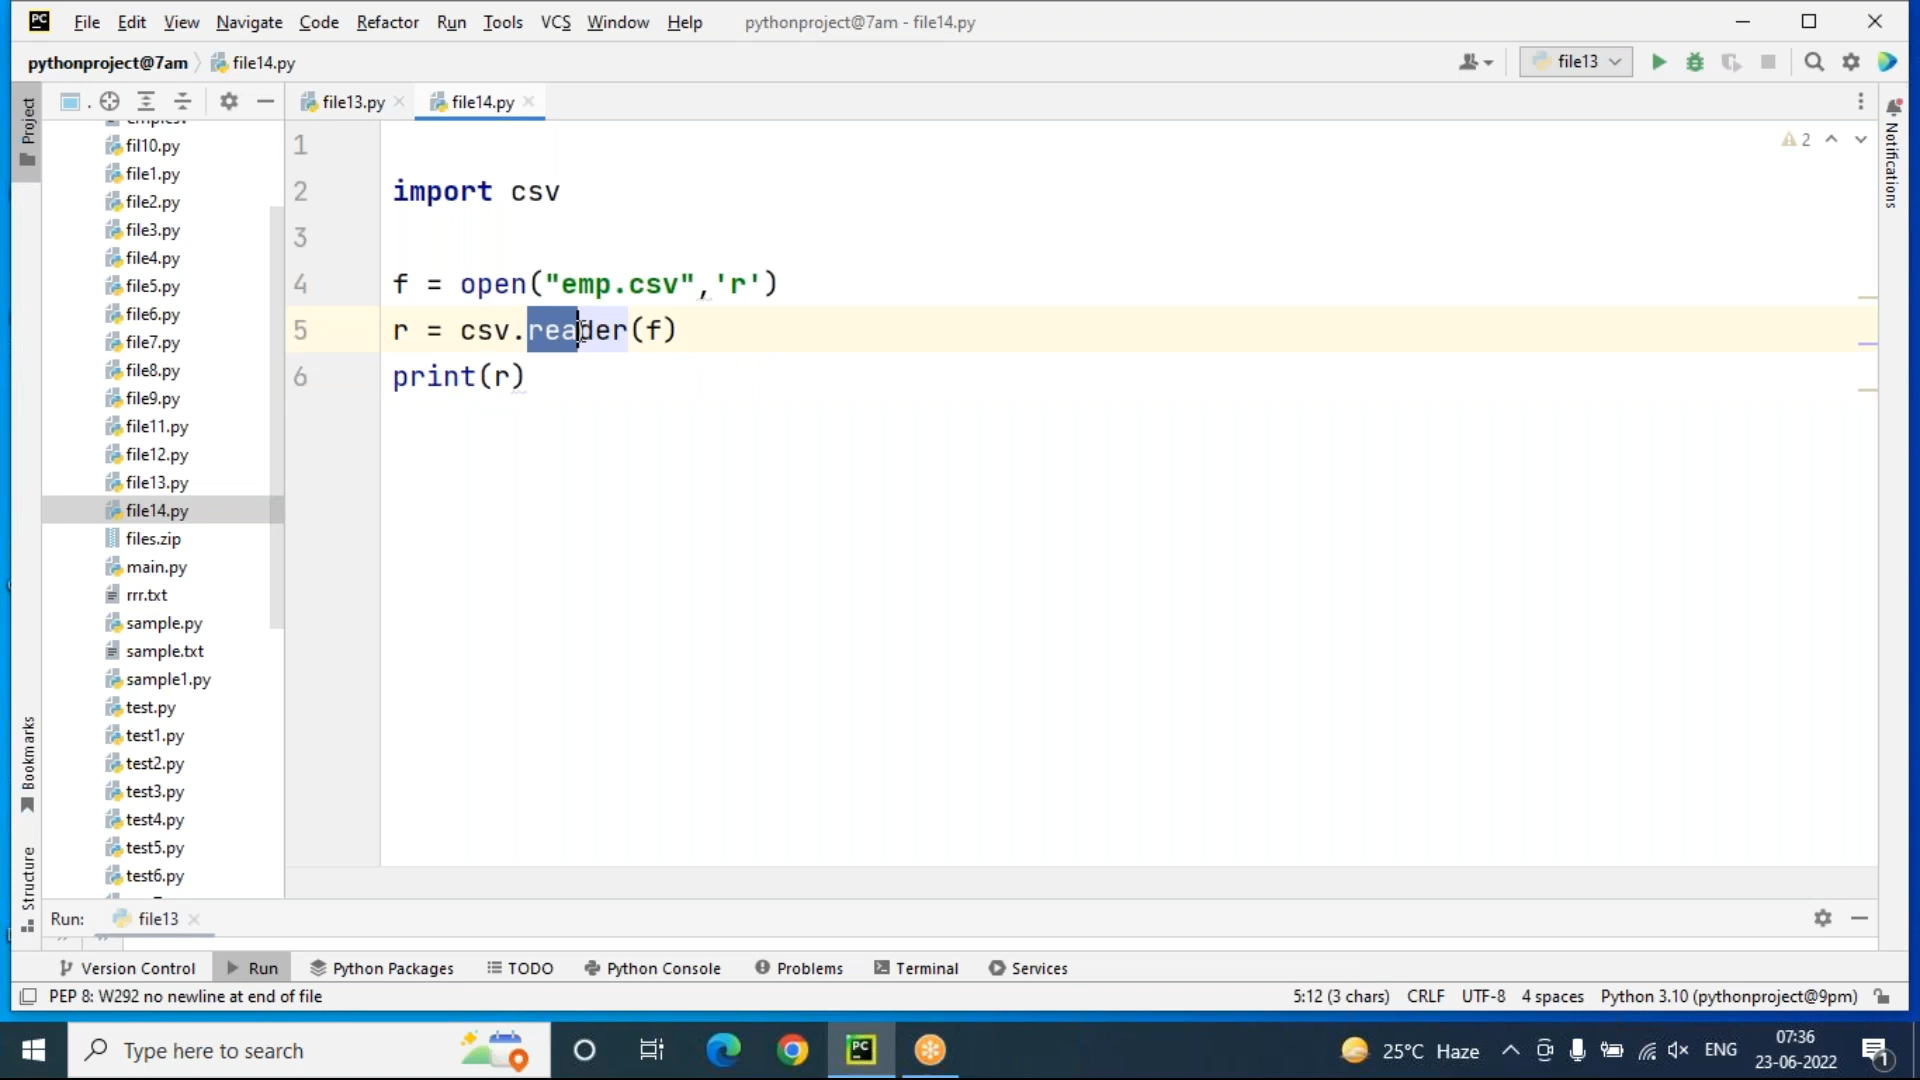 PC File Edit View Navigate Code Refactor Run Tools VCS Window Help pythonproject@7am - file14.py
pythonproject@7am file14.py file13
Project
file13.py
file14.py
Notifications
fil10.py
file1.py
file2.py
file3.py
file4.py
file5.py
file6.py
file7.py
file8.py
file9.py
file11.py
file12.py
file13.py
file14.py
files.zip
main.py
rrr.txt
sample.py
sample.txt
sample1.py
test.py
test1.py
test2.py
test3.py
test4.py
test5.py
test6.py
1
2 import csv
3
4 f = open("emp.csv",'r')
5 r = csv.reader(f)
6 print(r)
2
Bookmarks
Structure
Run: file13
Version Control Run Python Packages TODO Python Console Problems Terminal Services
PEP 8: W292 no newline at end of file 5:12 (3 chars) CRLF UTF-8 4 spaces Python 3.10 (pythonproject@9pm)
Type here to search PC 25°C Haze ENG 07:36
23-06-2022
1